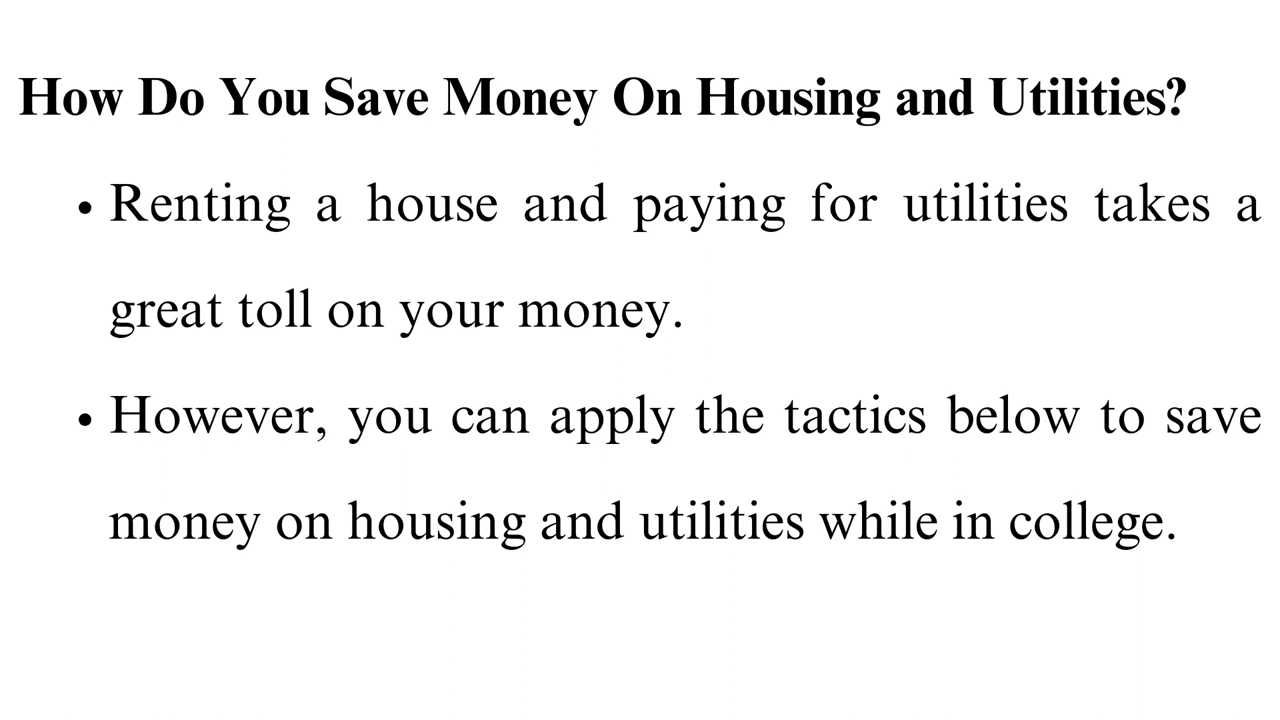 How Do You Save Money On Housing and Utilities?
• Renting a house and paying for utilities takes a
great toll on your money.
• However, you can apply the tactics below to save
money on housing and utilities while in college.